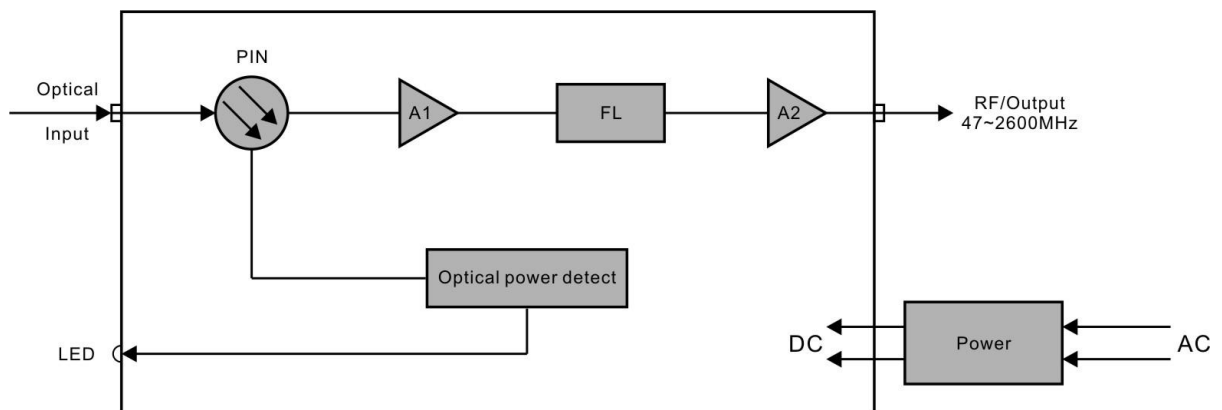 PIN
Optical
Input
A1
FL
A2
RF/Output
47~2600MHz
Optical power detect
LED
DC
Power
AC